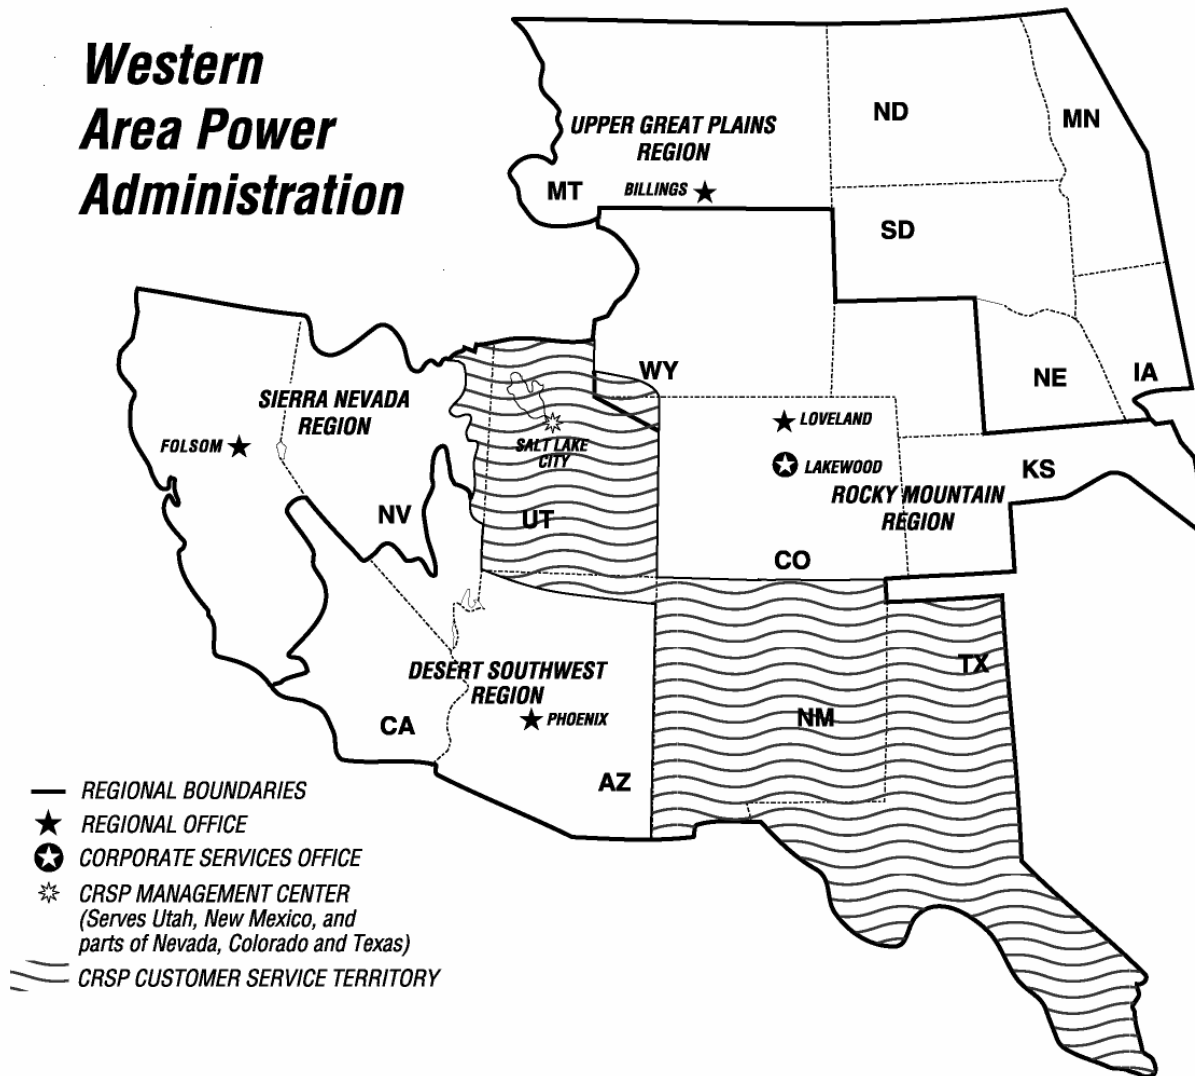 Western
Area Power
Administration
UPPER GREAT PLAINS
REGION
ND
MN
MT
BILLINGS
SD
WY
NE
IA
SIERRA NEVADA
REGION
FOLSOM
LOVELAND
SALT LAKE
CITY
LAKEWOOD
KS
ROCKY MOUNTAIN
REGION
NV
UT
CO
DESERT SOUTHWEST
REGION
PHOENIX
TX
NM
CA
AZ
REGIONAL BOUNDARIES
REGIONAL OFFICE
CORPORATE SERVICES OFFICE
CRSP MANAGEMENT CENTER
(Serves Utah, New Mexico, and
parts of Nevada, Colorado and Texas)
CRSP CUSTOMER SERVICE TERRITORY